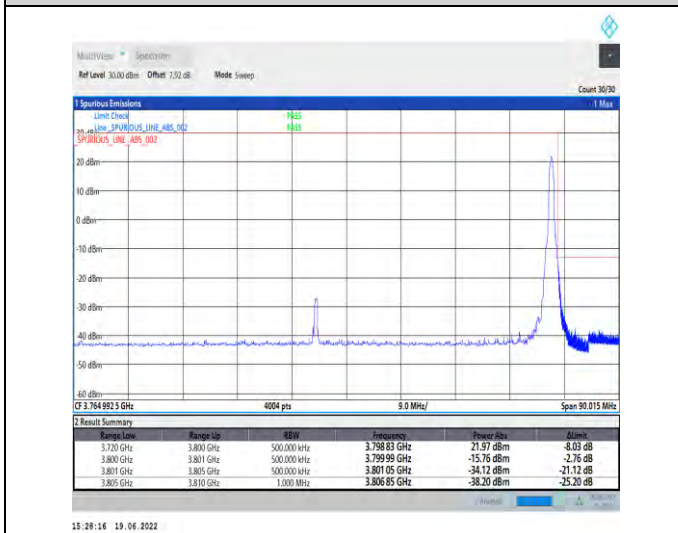 MultiView Spectrum
Ref Level 30.00 dBm Offset 7.92 dB Mode Sweep
Count 30/30
1 Spurious Emissions 1 Max
Limit Check PASS
Line _SPURIOUS_LINE_ABS_002 PASS
_SPURIOUS_LINE_ABS_002
20 dBm
10 dBm
0 dBm
-10 dBm
-20 dBm
-30 dBm
-40 dBm
-50 dBm
-60 dBm
CF 3.764 992 5 GHz 4004 pts 9.0 MHz/ Span 90.015 MHz
2 Result Summary
Range Low Range Up RBW Frequency Power Abs ΔLimit
3.720 GHz 3.800 GHz 500.000 kHz 3.798 83 GHz 21.97 dBm -8.03 dB
3.800 GHz 3.801 GHz 500.000 kHz 3.799 99 GHz -15.76 dBm -2.76 dB
3.801 GHz 3.805 GHz 500.000 kHz 3.801 05 GHz -34.12 dBm -21.12 dB
3.805 GHz 3.810 GHz 1.000 MHz 3.806 85 GHz -38.20 dBm -25.20 dB
15:28:16 19.06.2022